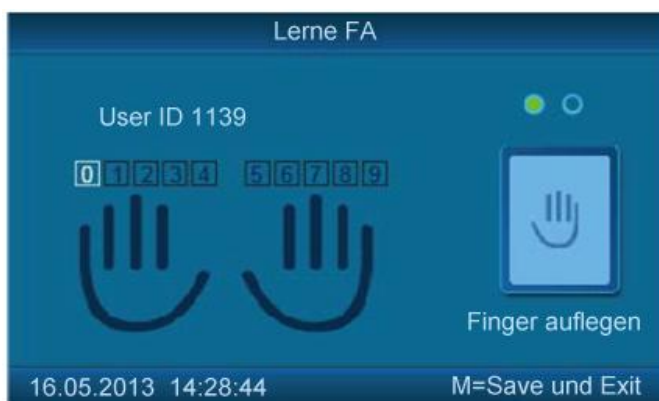 Lerne FA
User ID 1139
0 1 2 3 4 5 6 7 8 9
Finger auflegen
16.05.2013 14:28:44 M=Save und Exit